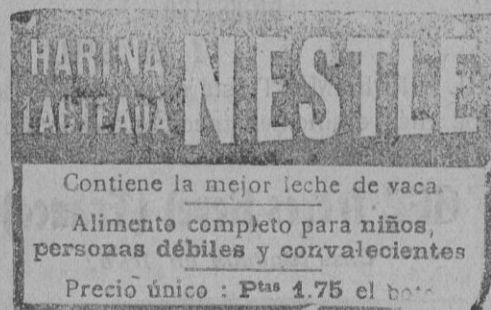 HARINA
LACTEADA
NESTLÉ
Contiene la mejor leche de vaca.
Alimento completo para niños,
personas débiles y convalecientes
Precio único : Ptas 1.75 el